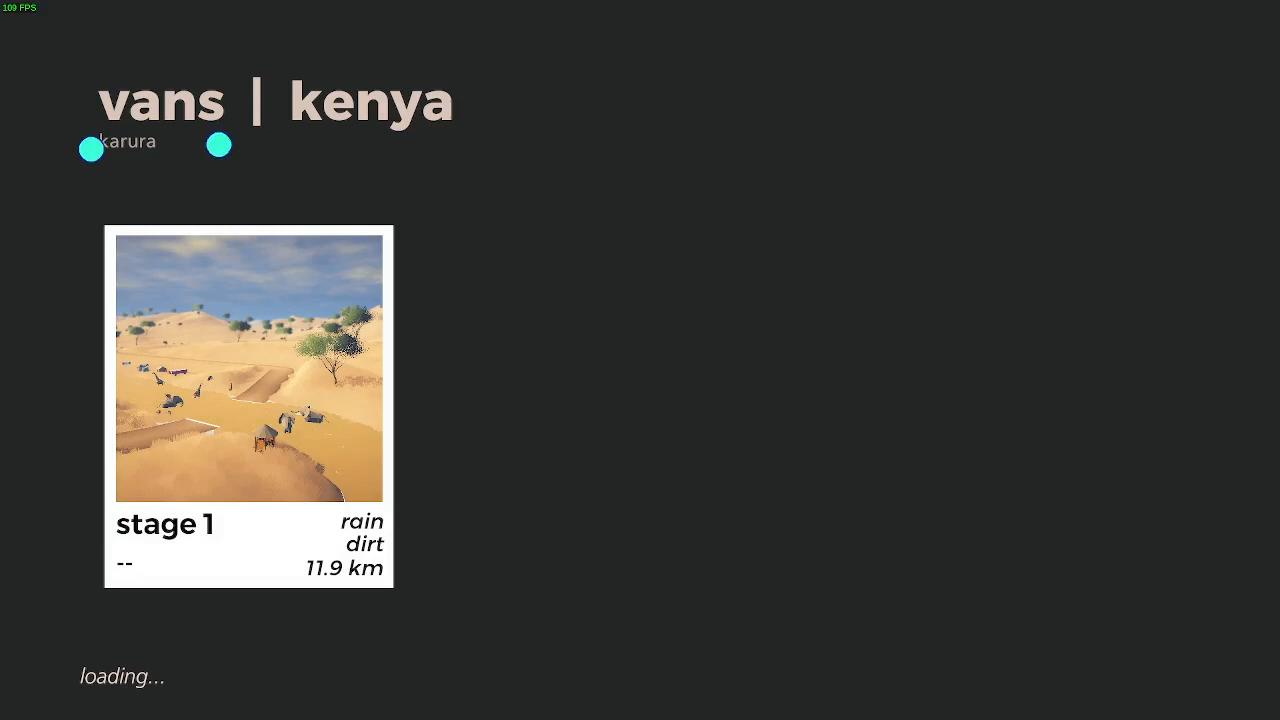 109 FPS
vans | kenya
karura
stage 1
rain
dirt
--
11.9 km
loading...